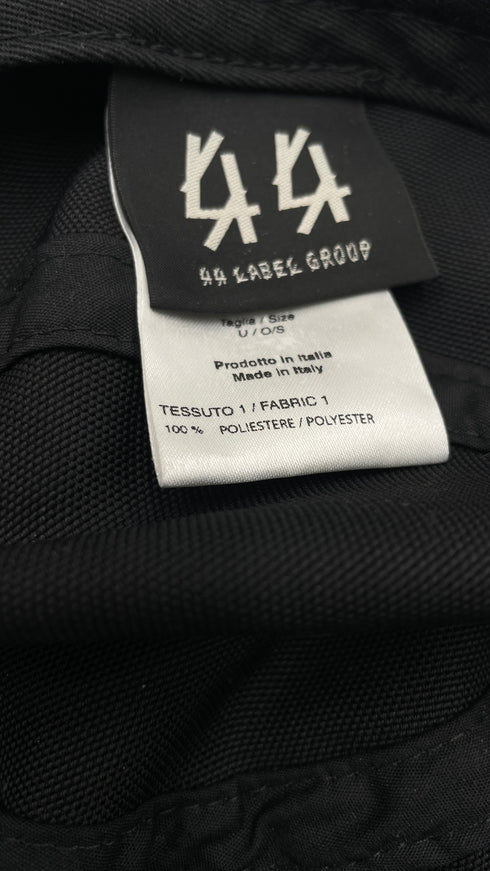 44
44 LABEL GROUP
Taglia / Size
U / O/S
Prodotto in Italia
Made in Italy
TESSUTO 1 / FABRIC 1
100 % POLIESTERE / POLYESTER